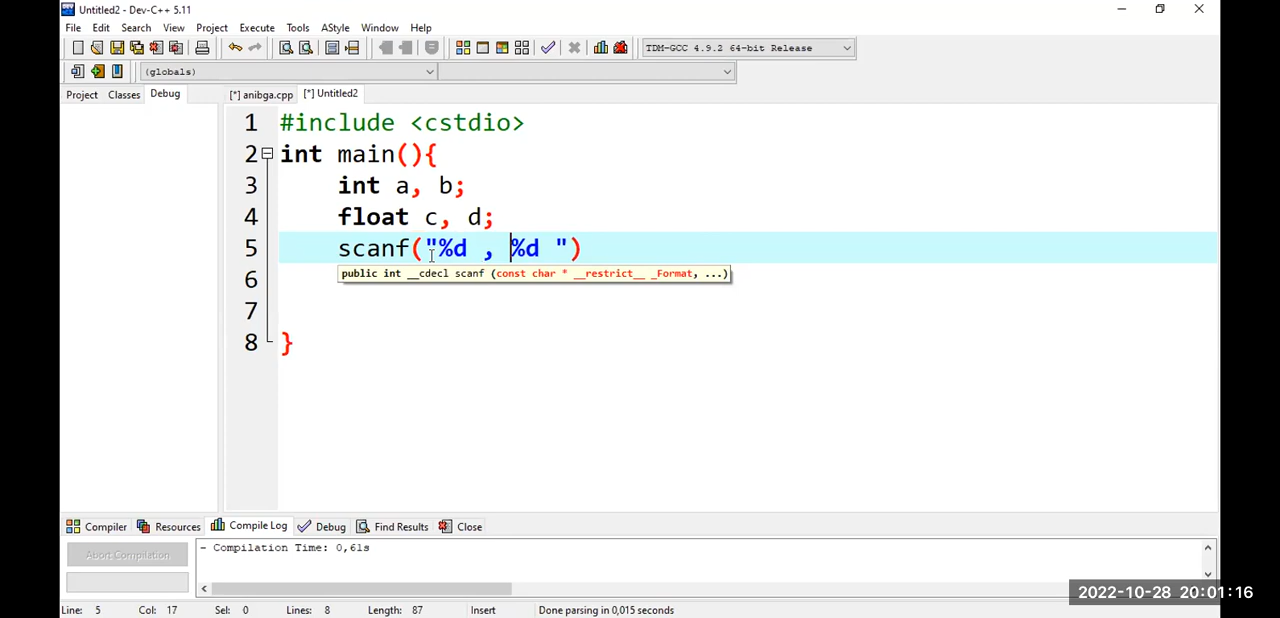 Untitled2 - Dev-C++ 5.11
File Edit Search View Project Execute Tools AStyle Window Help
TDM-GCC 4.9.2 64-bit Release
(globals)
Project Classes Debug [*] anibga.cpp [*] Untitled2
1 #include <cstdio>
2 int main(){
3 int a, b;
4 float c, d;
5 scanf("%d , %d ")
6 public int __cdecl scanf (const char * __restrict__ _Format, ...)
7
8 }
Compiler Resources Compile Log Debug Find Results Close
Abort Compilation - Compilation Time: 0,61s
2022-10-28 20:01:16
Line: 5 Col: 17 Sel: 0 Lines: 8 Length: 87 Insert Done parsing in 0,015 seconds